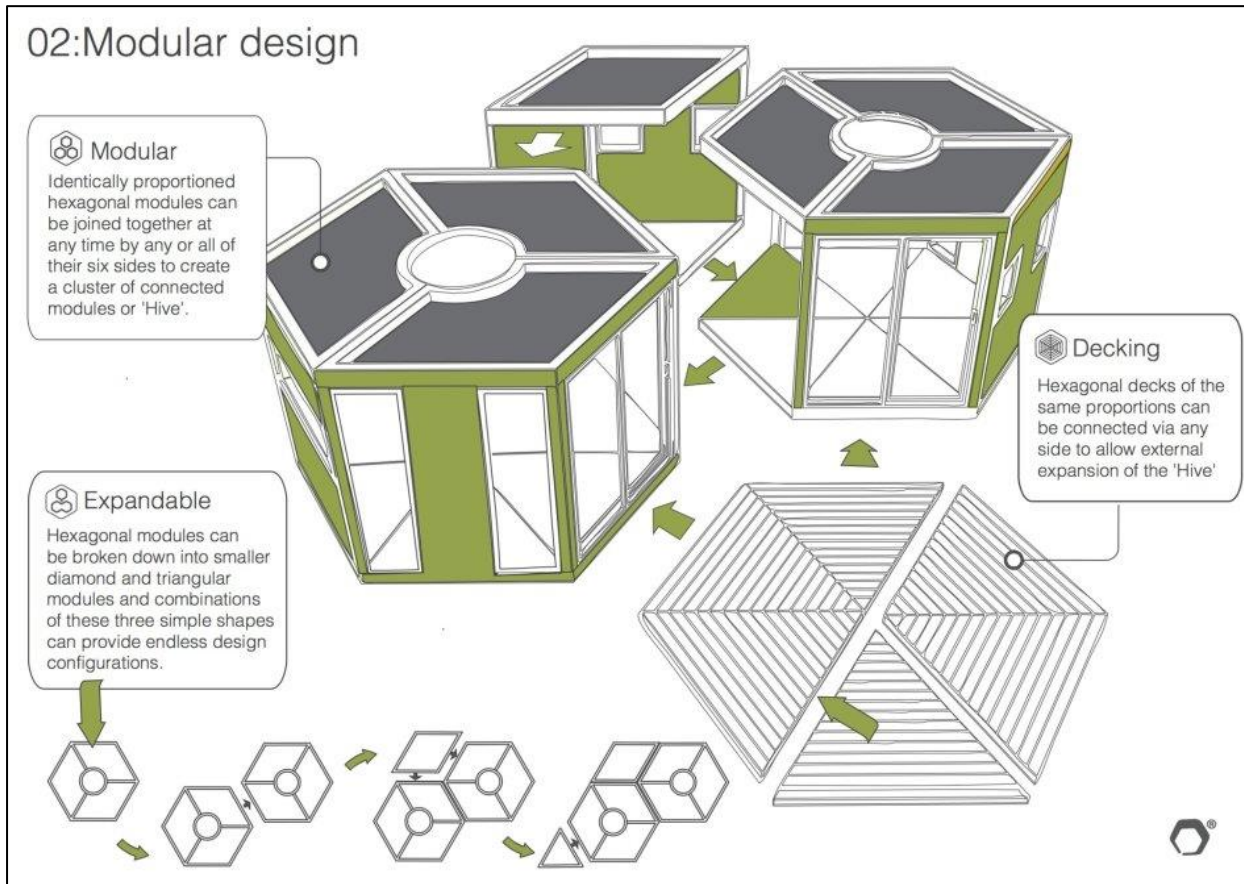 02:Modular design
Modular
Identically proportioned
hexagonal modules can
be joined together at
any time by any or all of
their six sides to create
a cluster of connected
modules or 'Hive'.
Decking
Hexagonal decks of the
same proportions can
be connected via any
side to allow external
expansion of the 'Hive'
Expandable
Hexagonal modules can
be broken down into smaller
diamond and triangular
modules and combinations
of these three simple shapes
can provide endless design
configurations.
®